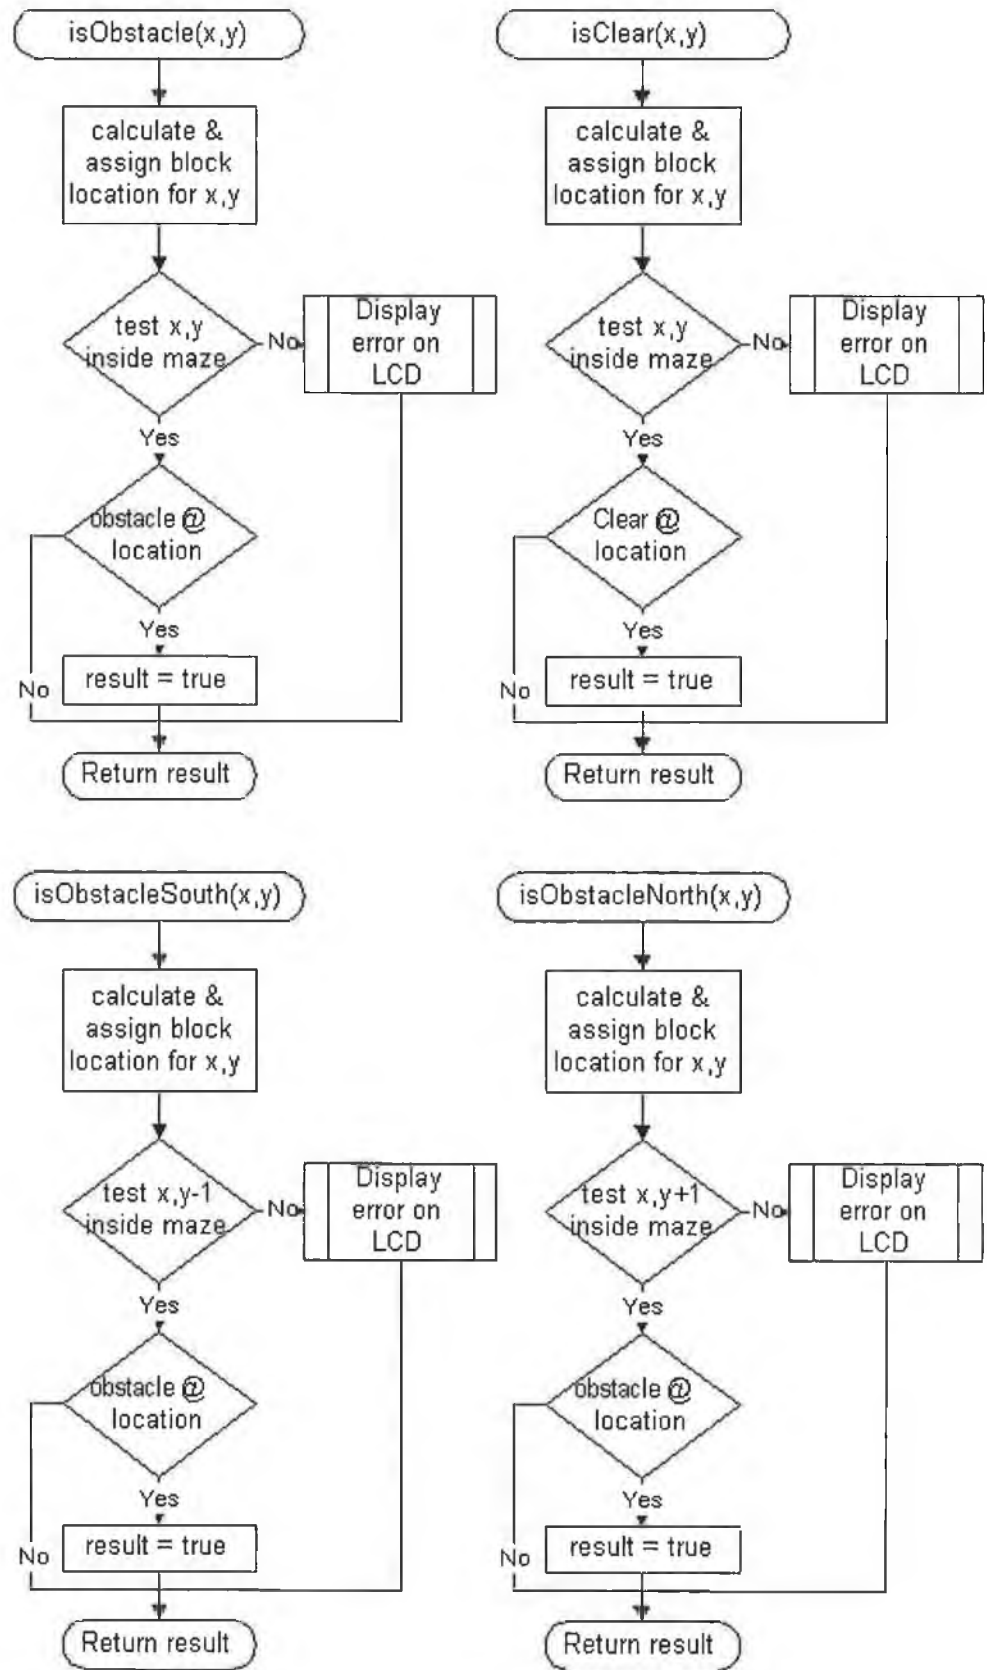 isObstacle(x,y)
calculate &
assign block
location for x,y
test x,y
inside maze
No
Display
error on
LCD
Yes
obstacle @
location
Yes
No
result = true
Return result
isClear(x,y)
calculate &
assign block
location for x,y
test x,y
inside maze
No
Display
error on
LCD
Yes
Clear @
location
Yes
No
result = true
Return result
isObstacleSouth(x,y)
calculate &
assign block
location for x,y
test x,y-1
inside maze
No
Display
error on
LCD
Yes
obstacle @
location
Yes
No
result = true
Return result
isObstacleNorth(x,y)
calculate &
assign block
location for x,y
test x,y+1
inside maze
No
Display
error on
LCD
Yes
obstacle @
location
Yes
No
result = true
Return result